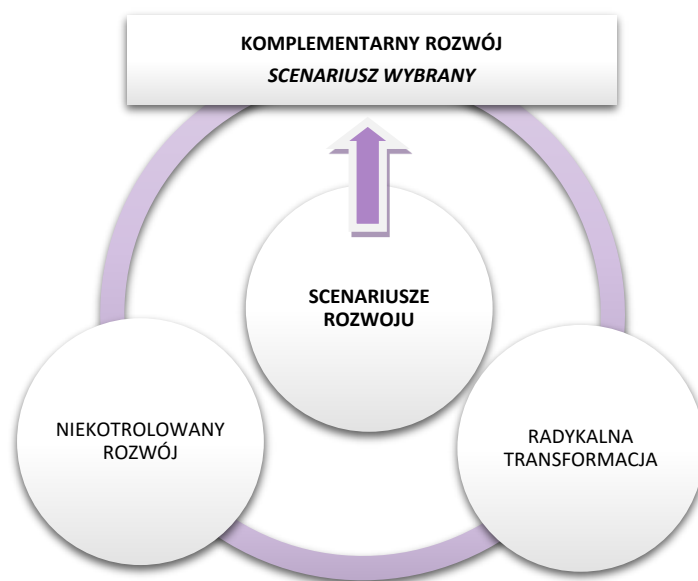 KOMPLEMENTARNY ROZWÓJ
SCENARIUSZ WYBRANY
SCENARIUSZE
ROZWOJU
NIEKOTROLOWANY
ROZWÓJ
RADYKALNA
TRANSFORMACJA